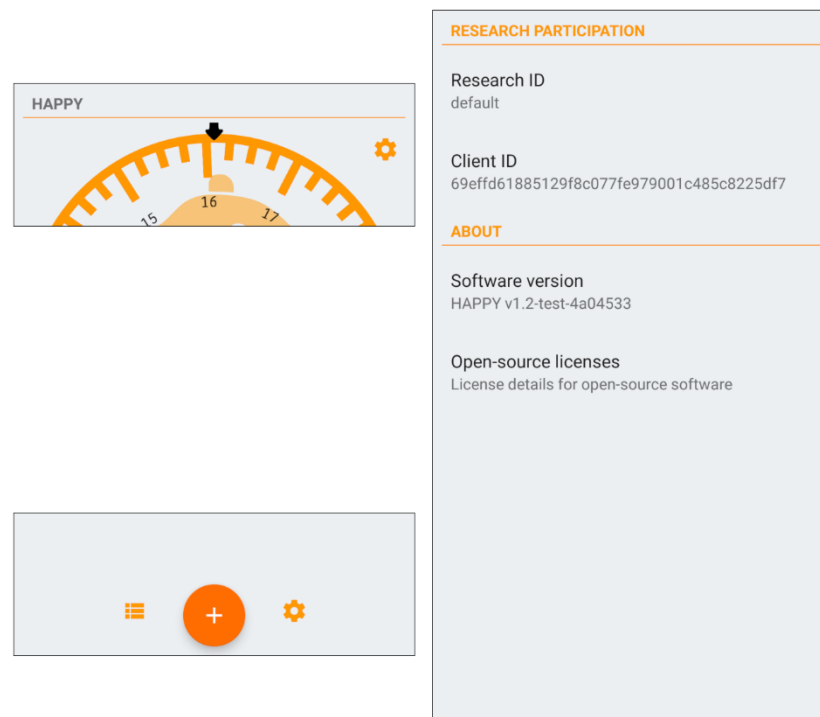 HAPPY
15
16
17
+
RESEARCH PARTICIPATION
Research ID
default
Client ID
69effd61885129f8c077fe979001c485c8225df7
ABOUT
Software version
HAPPY v1.2-test-4a04533
Open-source licenses
License details for open-source software